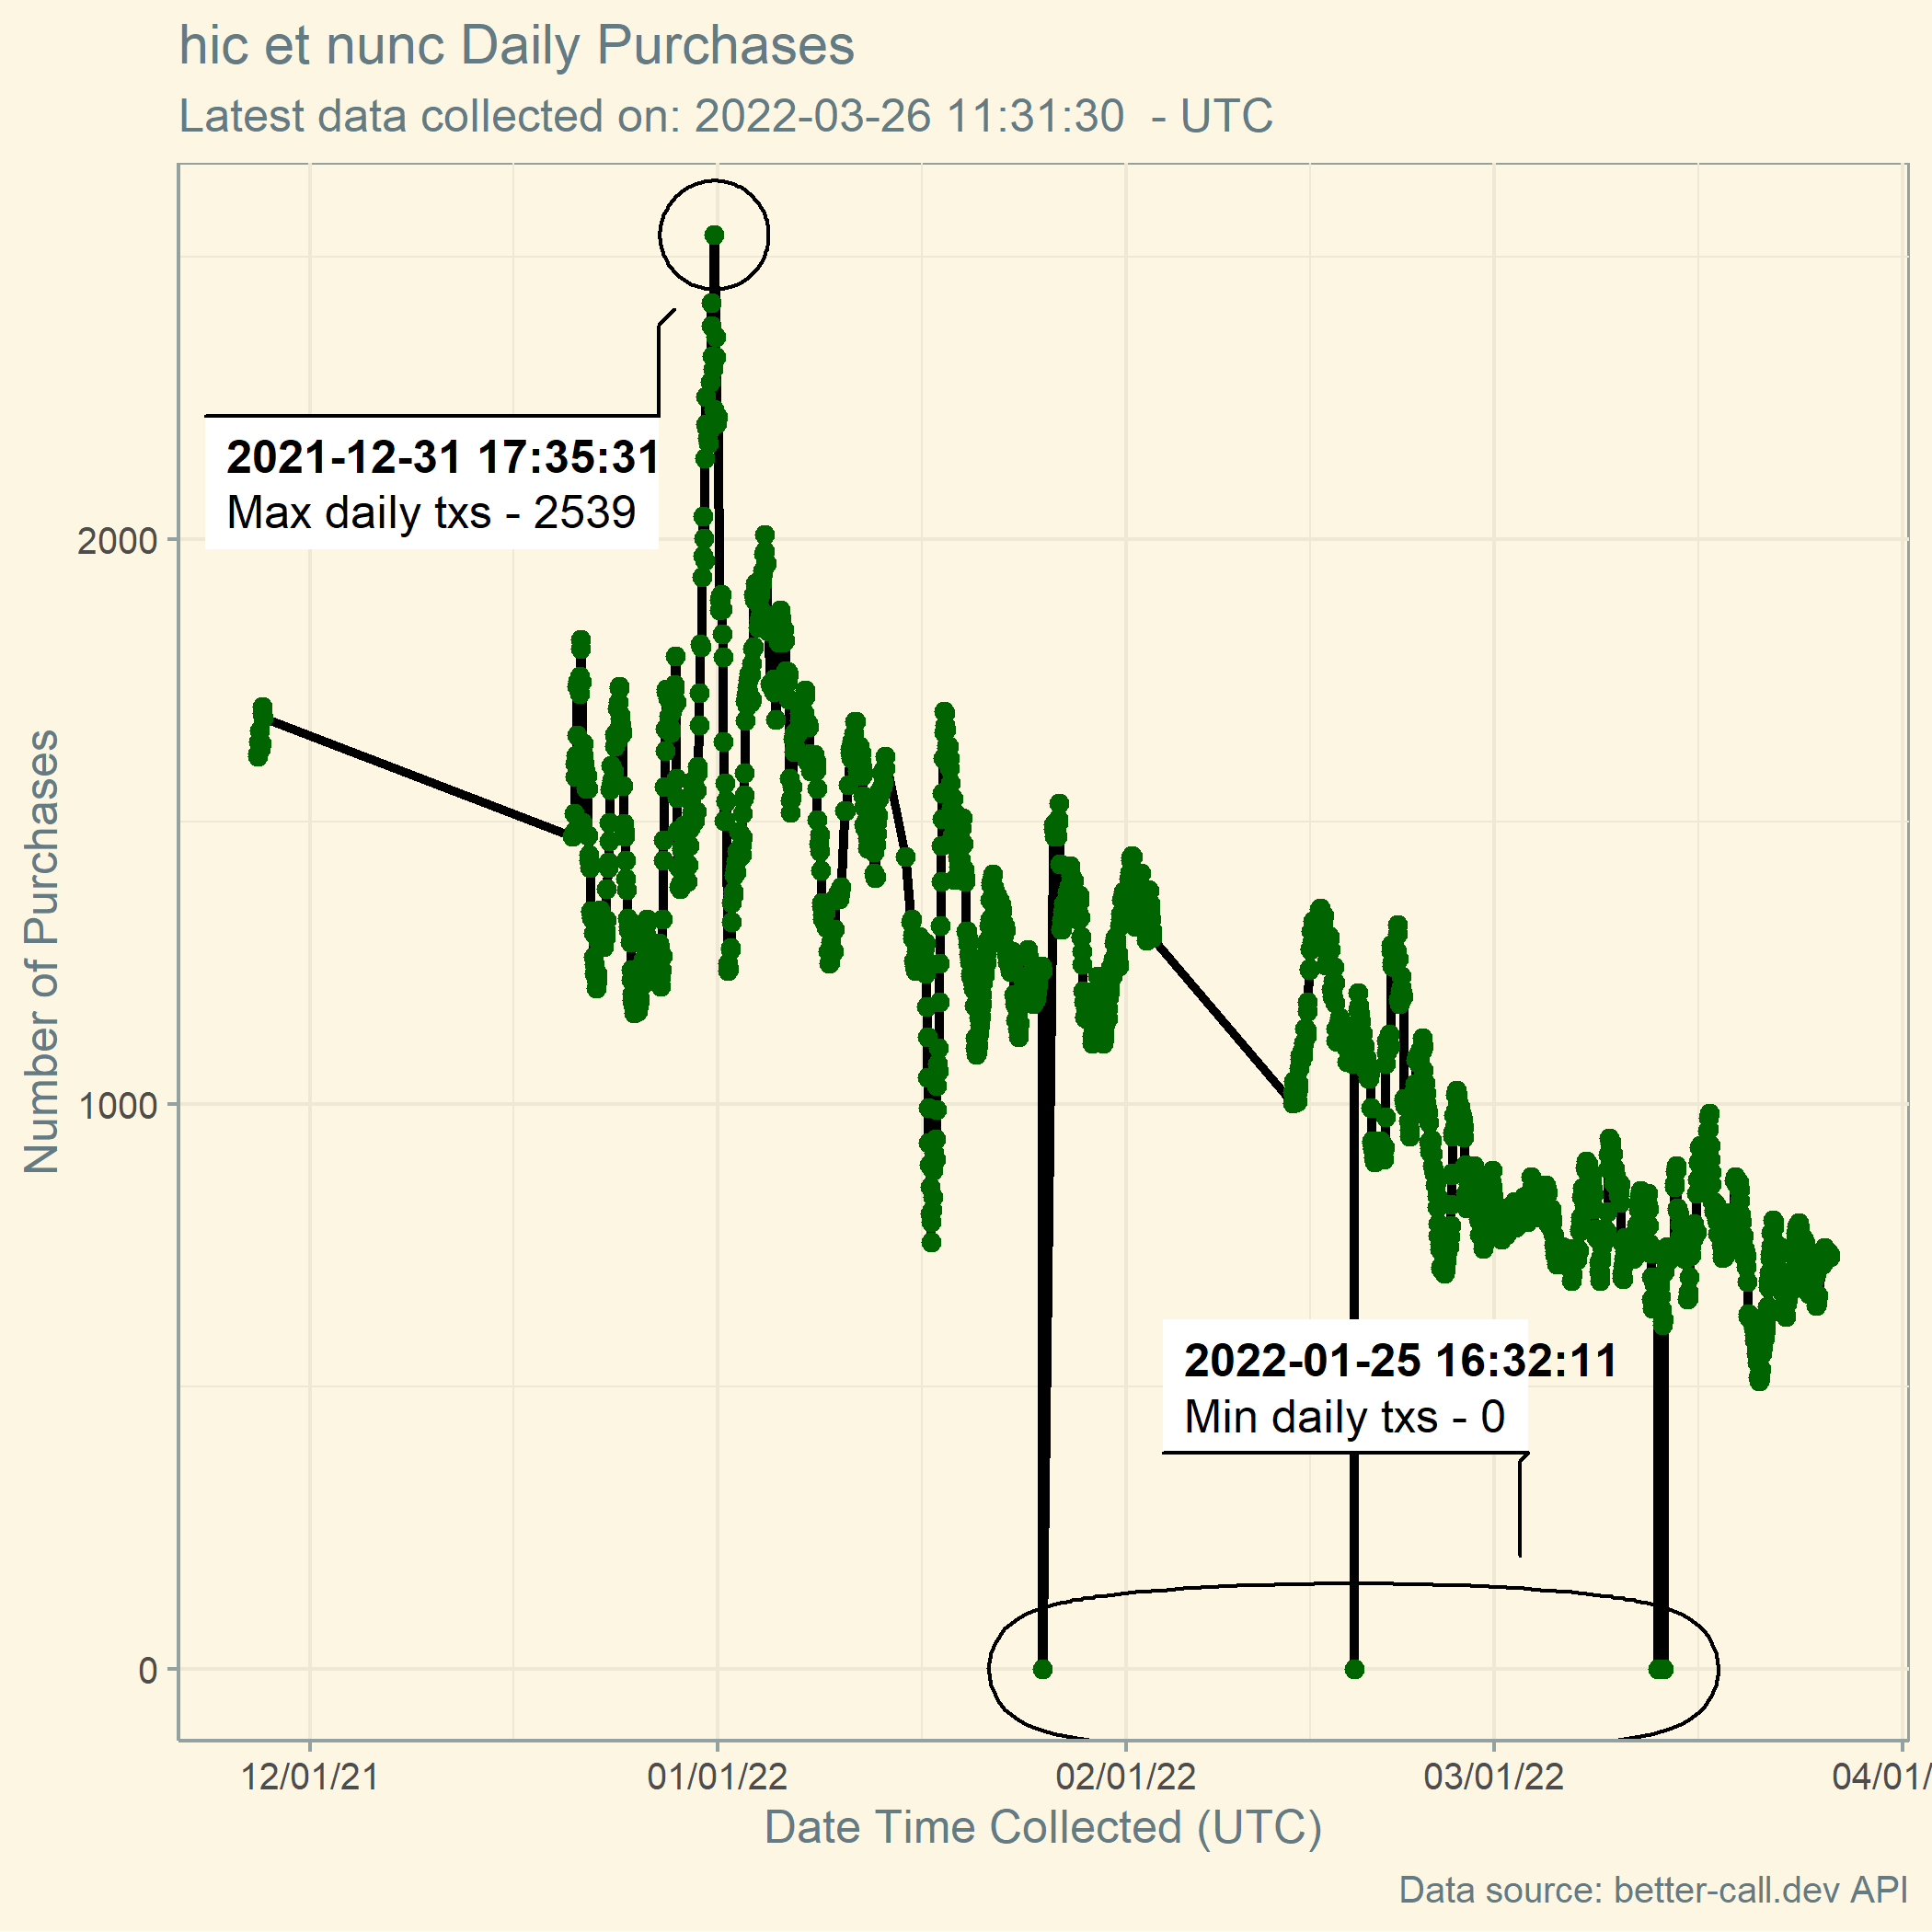 hic et nunc Daily Purchases
Latest data collected on: 2022-03-26 11:31:30  - UTC
2021-12-31 17:35:31
Max daily txs - 2539
2000
Number of Purchases
1000
2022-01-25 16:32:11
Min daily txs - 0
0
12/01/21 01/01/22 02/01/22 03/01/22 04/01/
Date Time Collected (UTC)
Data source: better-call.dev API